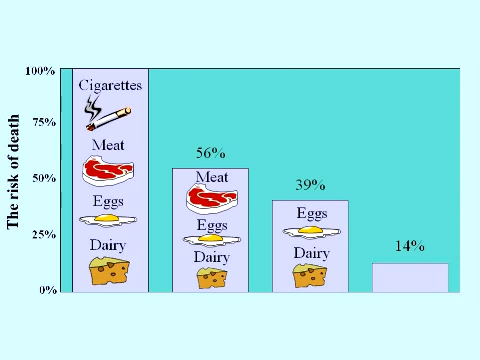 The risk of death
100%
75%
50%
25%
0%
Cigarettes
Meat
Eggs
Dairy
56%
Meat
Eggs
Dairy
39%
Eggs
Dairy
14%